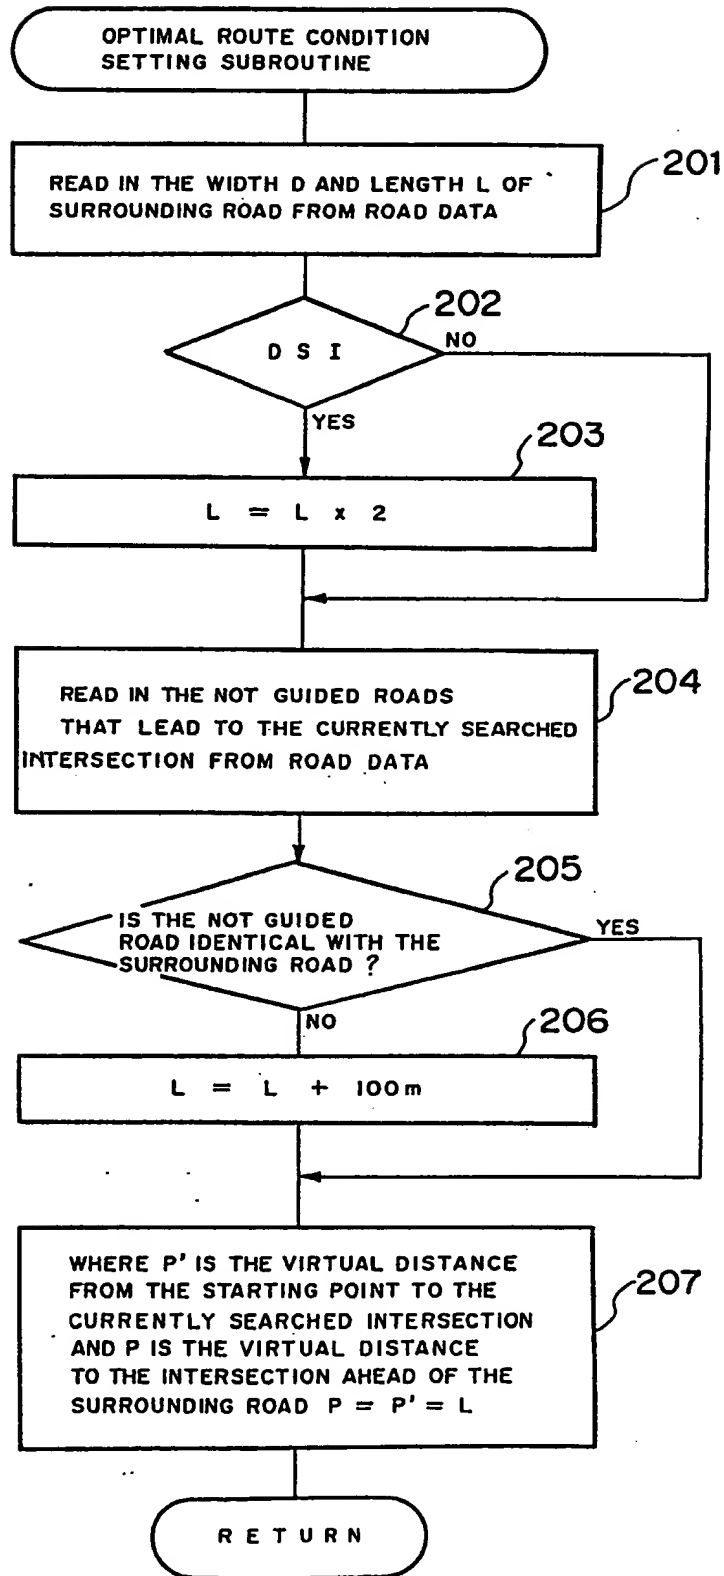 OPTIMAL ROUTE CONDITION
SETTING SUBROUTINE
READ IN THE WIDTH D AND LENGTH L OF
SURROUNDING ROAD FROM ROAD DATA
201
202
D S I
NO
YES
203
L = L x 2
READ IN THE NOT GUIDED ROADS
THAT LEAD TO THE CURRENTLY SEARCHED
INTERSECTION FROM ROAD DATA
204
205
IS THE NOT GUIDED
ROAD IDENTICAL WITH THE
SURROUNDING ROAD ?
YES
NO
206
L = L + 100m
WHERE P' IS THE VIRTUAL DISTANCE
FROM THE STARTING POINT TO THE
CURRENTLY SEARCHED INTERSECTION
AND P IS THE VIRTUAL DISTANCE
TO THE INTERSECTION AHEAD OF THE
SURROUNDING ROAD P = P' = L
207
RETURN